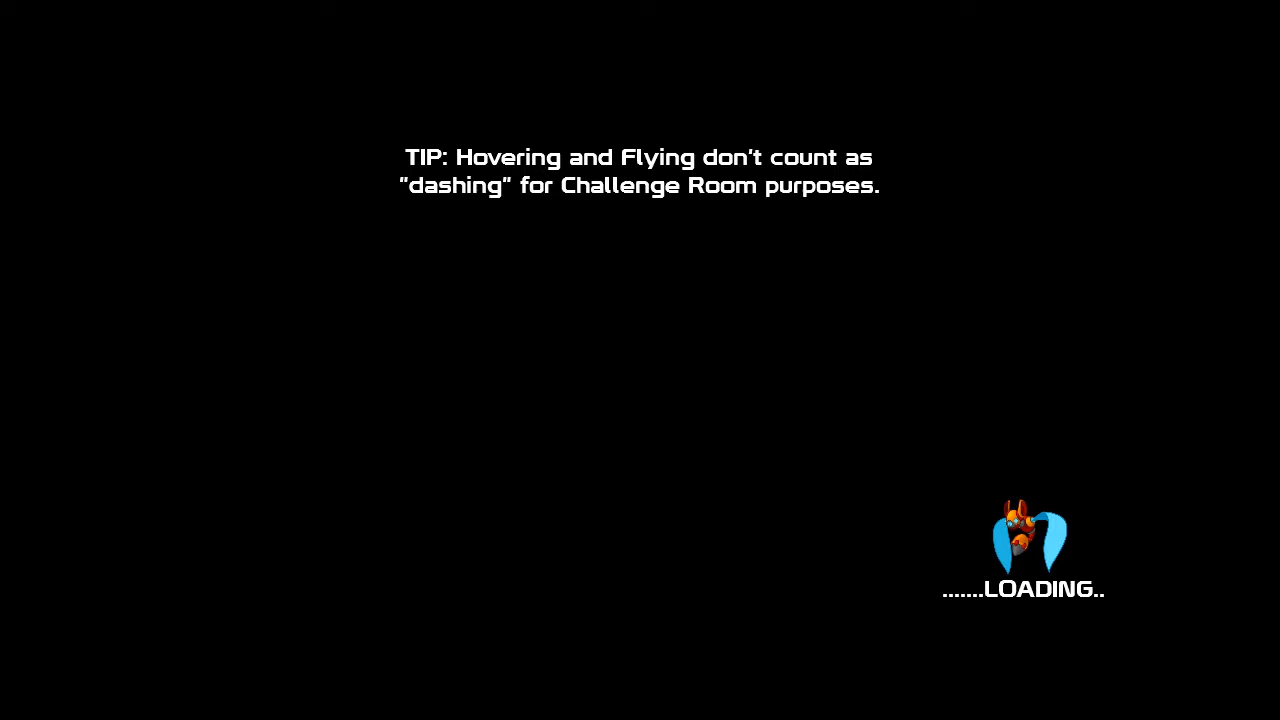 TIP: Hovering and Flying don't count as
"dashing" for Challenge Room purposes.
.......LOADING..